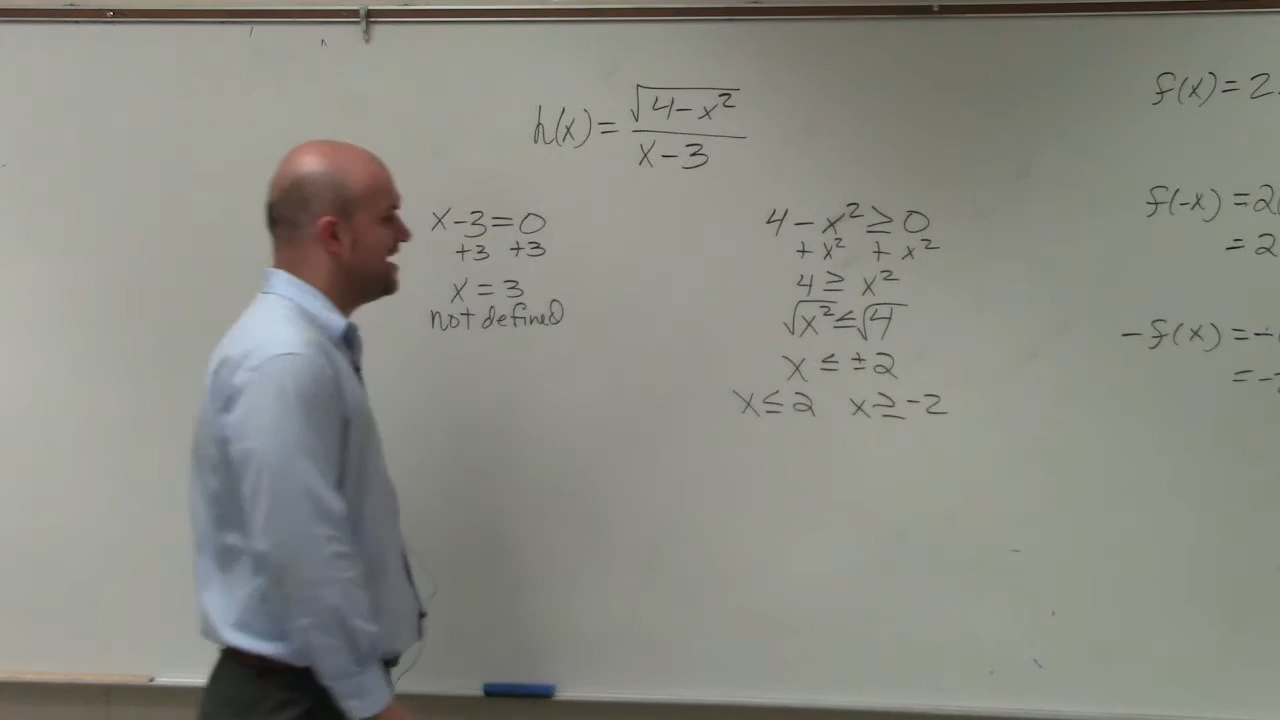 h(x) = √(4-x²) / (x-3)
x-3=0
+3 +3
x = 3
not defined
4-x² ≥ 0
+x² +x²
4 ≥ x²
√x² ≤ √4
x ≤ ±2
x ≤ 2 x ≥ -2
f(x) = 2
f(-x) = 2(
= 2
-f(x) = -
= -